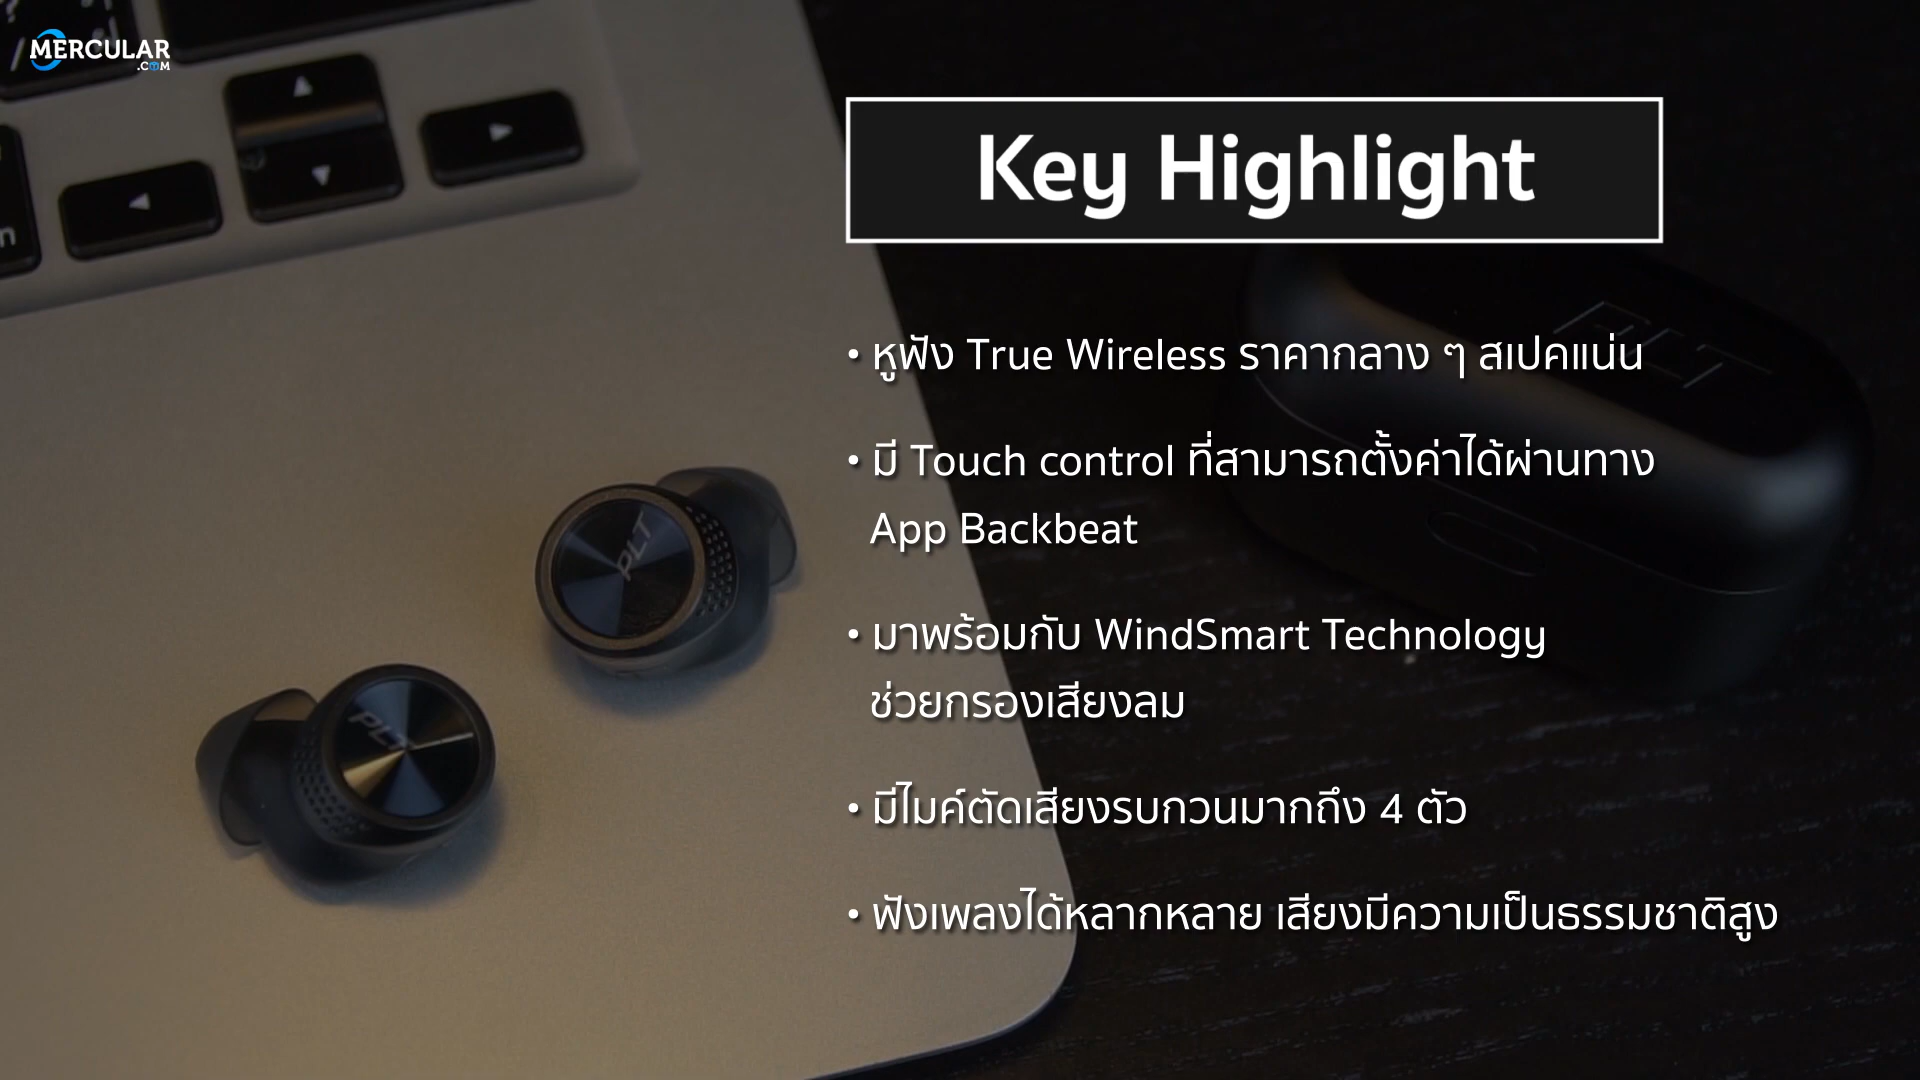 MERCULAR
.COM
Key Highlight
• หูฟัง True Wireless ราคากลาง ๆ สเปคแน่น
• มี Touch control ที่สามารถตั้งค่าได้ผ่านทาง
App Backbeat
• มาพร้อมกับ WindSmart Technology
ช่วยกรองเสียงลม
• มีไมค์ตัดเสียงรบกวนมากถึง 4 ตัว
• ฟังเพลงได้หลากหลาย เสียงมีความเป็นธรรมชาติสูง
PLT
PLT
PLT